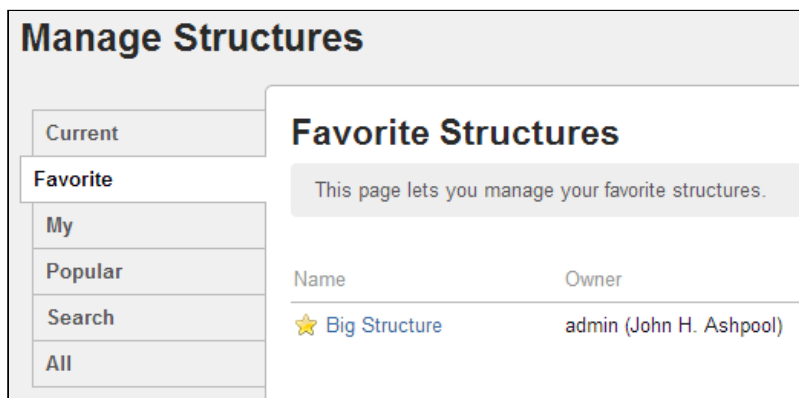 Manage Structures
Current
Favorite
My
Popular
Search
All
Favorite Structures
This page lets you manage your favorite structures.
Name Owner
Big Structure admin (John H. Ashpool)